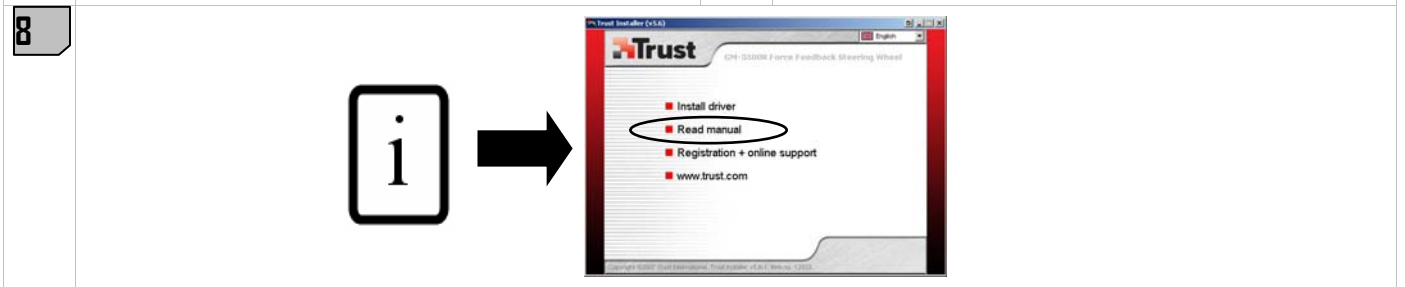 8
i
Trust Installer (v5.6)
English
Trust
GM-5500R Force Feedback Steering Wheel
Install driver
Read manual
Registration + online support
www.trust.com